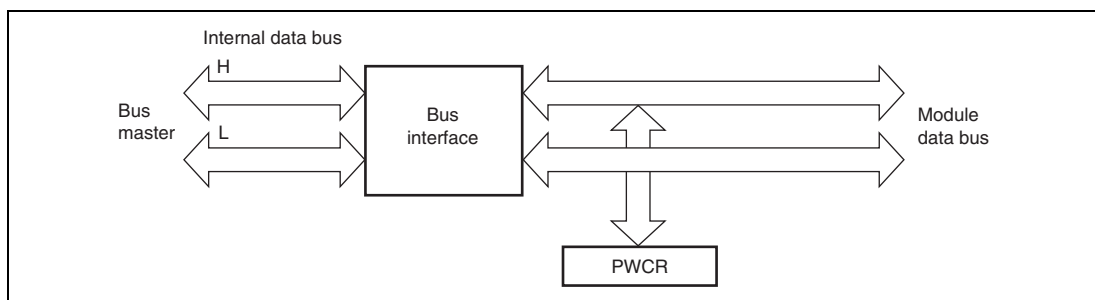 Internal data bus
H
Bus
master
L
Bus
interface
Module
data bus
PWCR